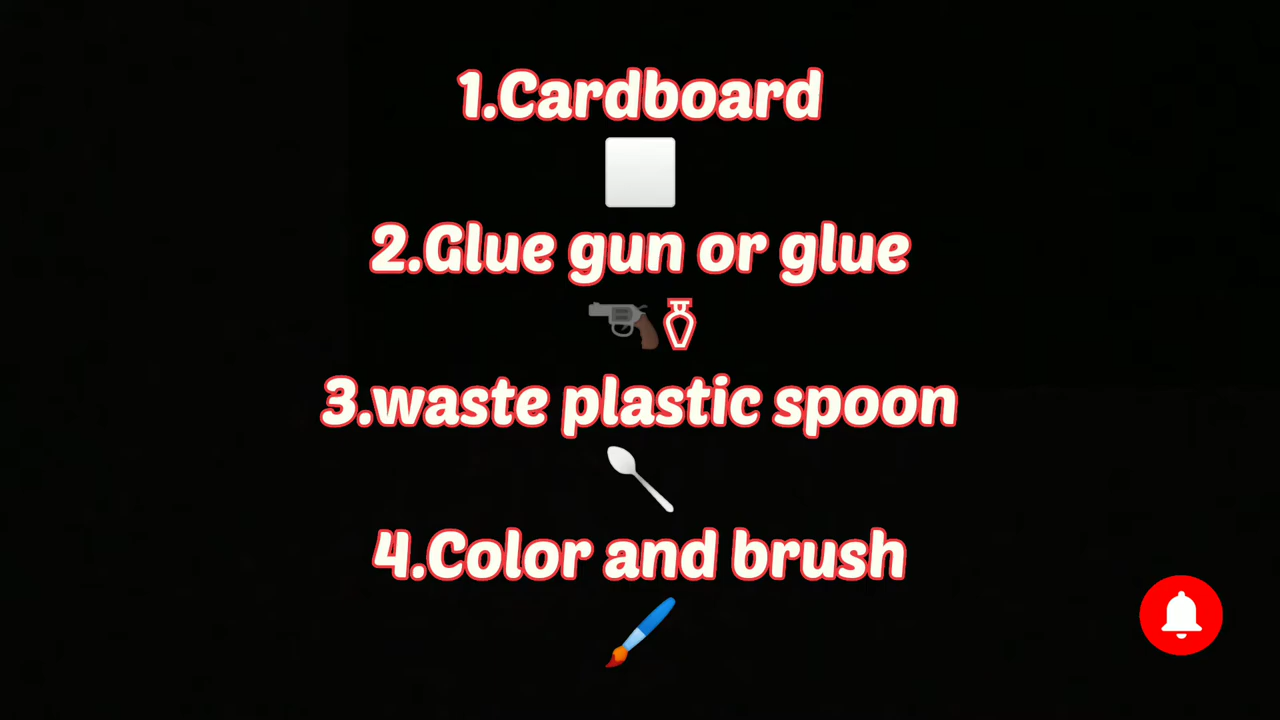 1.Cardboard
2.Glue gun or glue
3.waste plastic spoon
4.Color and brush